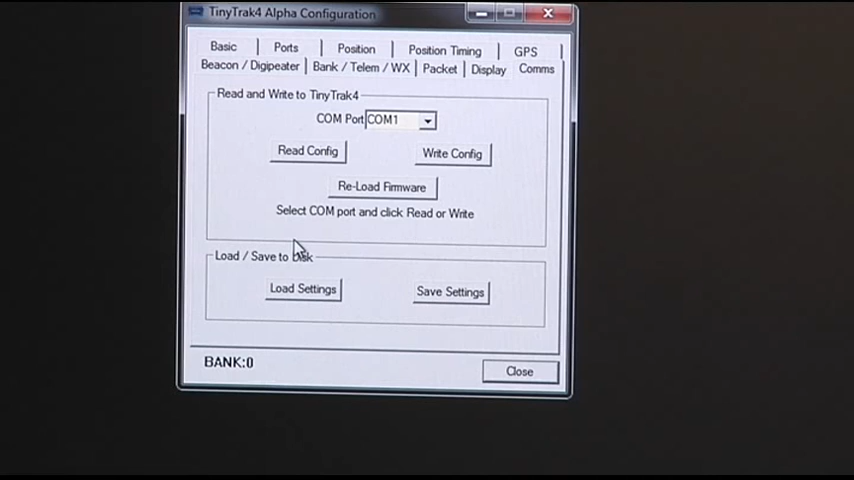 TinyTrak4 Alpha Configuration
Basic Ports Position Position Timing GPS
Beacon / Digipeater Bank / Telem / WX Packet Display Comms
Read and Write to TinyTrak4
COM Port COM1
Read Config Write Config
Re-Load Firmware
Select COM port and click Read or Write
Load / Save to Disk
Load Settings Save Settings
BANK:0 Close